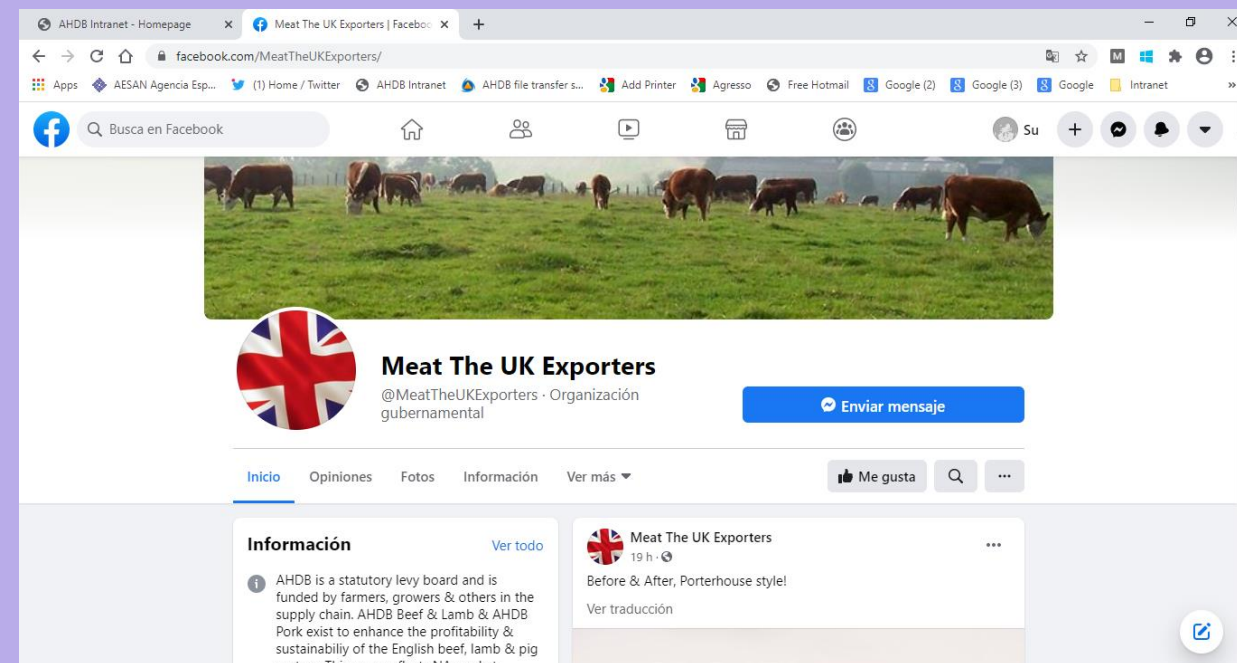 AHDB Intranet - Homepage
Meat The UK Exporters | Faceboo
facebook.com/MeatTheUKExporters/
Apps
AESAN Agencia Esp...
(1) Home / Twitter
AHDB Intranet
AHDB file transfer s...
Add Printer
Agresso
Free Hotmail
Google (2)
Google (3)
Google
Intranet
Busca en Facebook
Su
Meat The UK Exporters
@MeatTheUKExporters · Organización
gubernamental
Enviar mensaje
Inicio
Opiniones
Fotos
Información
Ver más
Me gusta
Información
Ver todo
AHDB is a statutory levy board and is
funded by farmers, growers & others in the
supply chain. AHDB Beef & Lamb & AHDB
Pork exist to enhance the profitability &
sustainabiliy of the English beef, lamb & pig
Meat The UK Exporters
19 h ·
Before & After, Porterhouse style!
Ver traducción